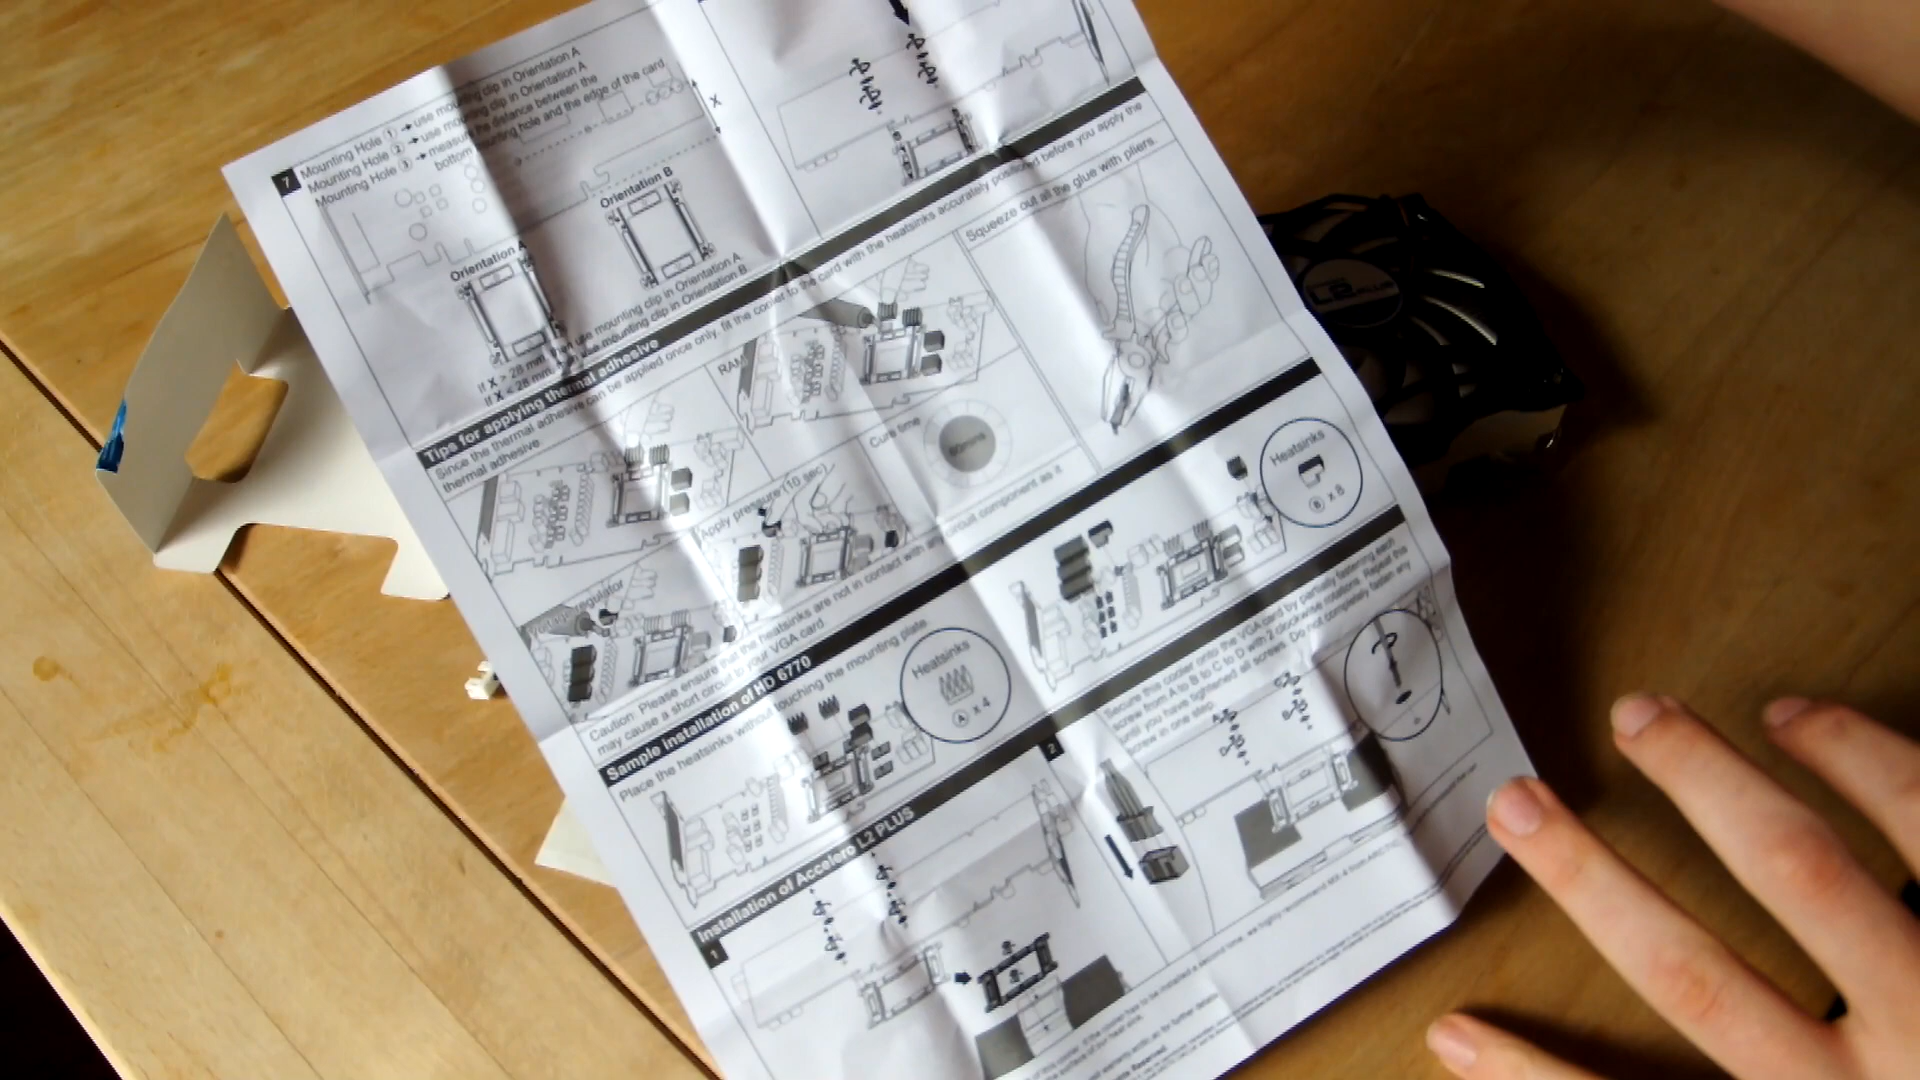 7
Mounting Hole ① → use mounting clip in Orientation A
Mounting Hole ② → use mounting clip in Orientation A
Mounting Hole ③ → measure the distance between the
bottom mounting hole and the edge of the card
X
Orientation A
Orientation B
If X > 28 mm use mounting clip in Orientation A
If X < 28 mm use mounting clip in Orientation B
Tips for applying thermal adhesive
Since the thermal adhesive can be applied once only, fit the cooler to the card with the heatsinks accurately positioned before you apply the
thermal adhesive
RAM
Squeeze out all the glue with pliers.
Cure time
Apply pressure (10 sec)
Voltage regulator
Caution: Please ensure that the heatsinks are not in contact with any circuit component as it
may cause a short circuit to your VGA card.
Sample installation of HD 6770
Place the heatsinks without touching the mounting plate.
Heatsinks
A x 4
Heatsinks
B x 8
Installation of Accelero L2 PLUS
1
2
Secure this cooler onto the VGA card by partially fastening each
screw from A to B to C to D with 2 clockwise rotations. Repeat this
until you have tightened all screws. Do not completely fasten any
screw in one step.
L2 PLUS